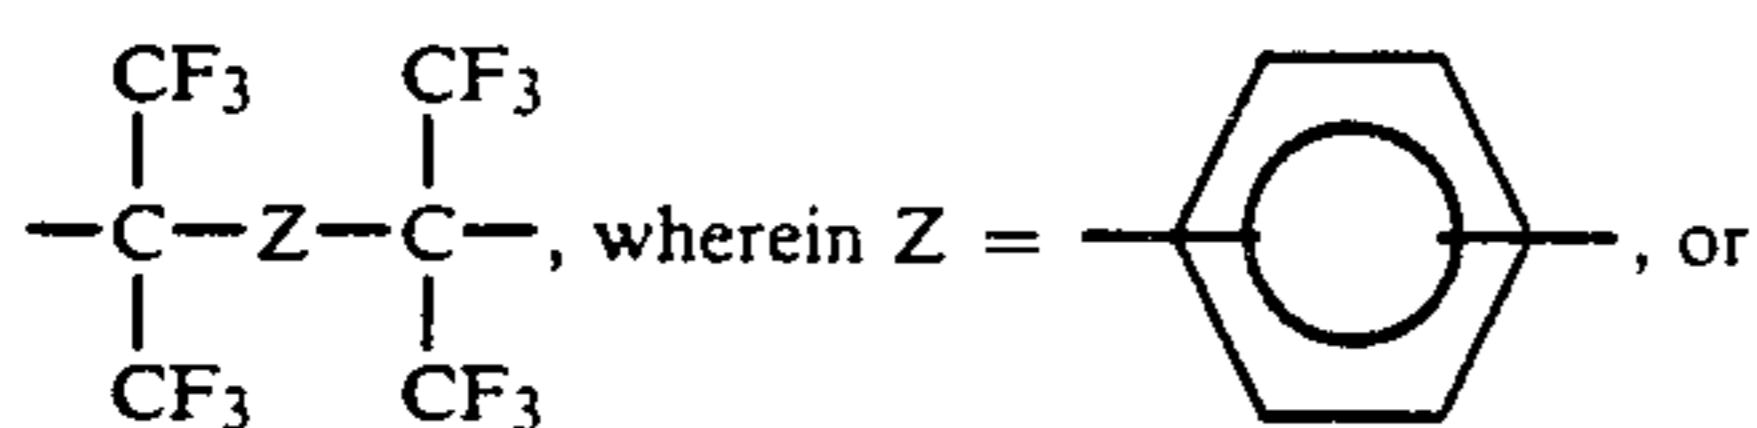 CF3 CF3
—C—Z—C—, wherein Z = , or
CF3 CF3